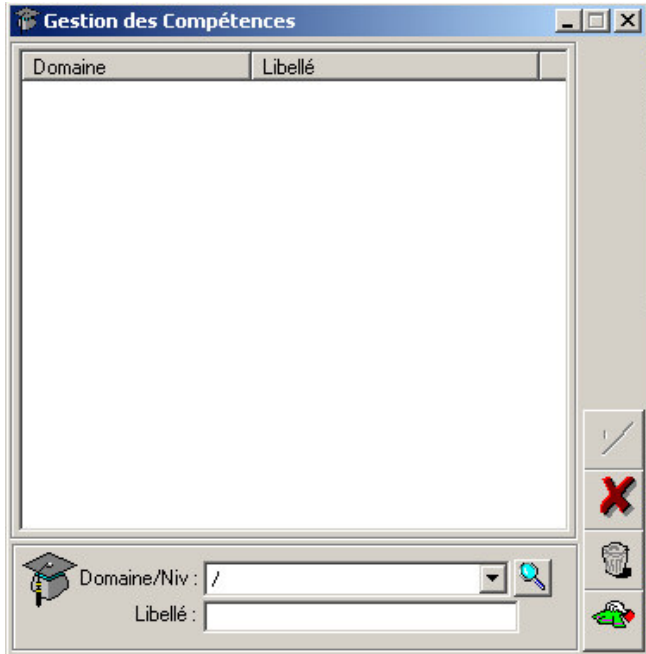 Gestion des Compétences
Domaine Libellé
Domaine/Niv : /
Libellé :